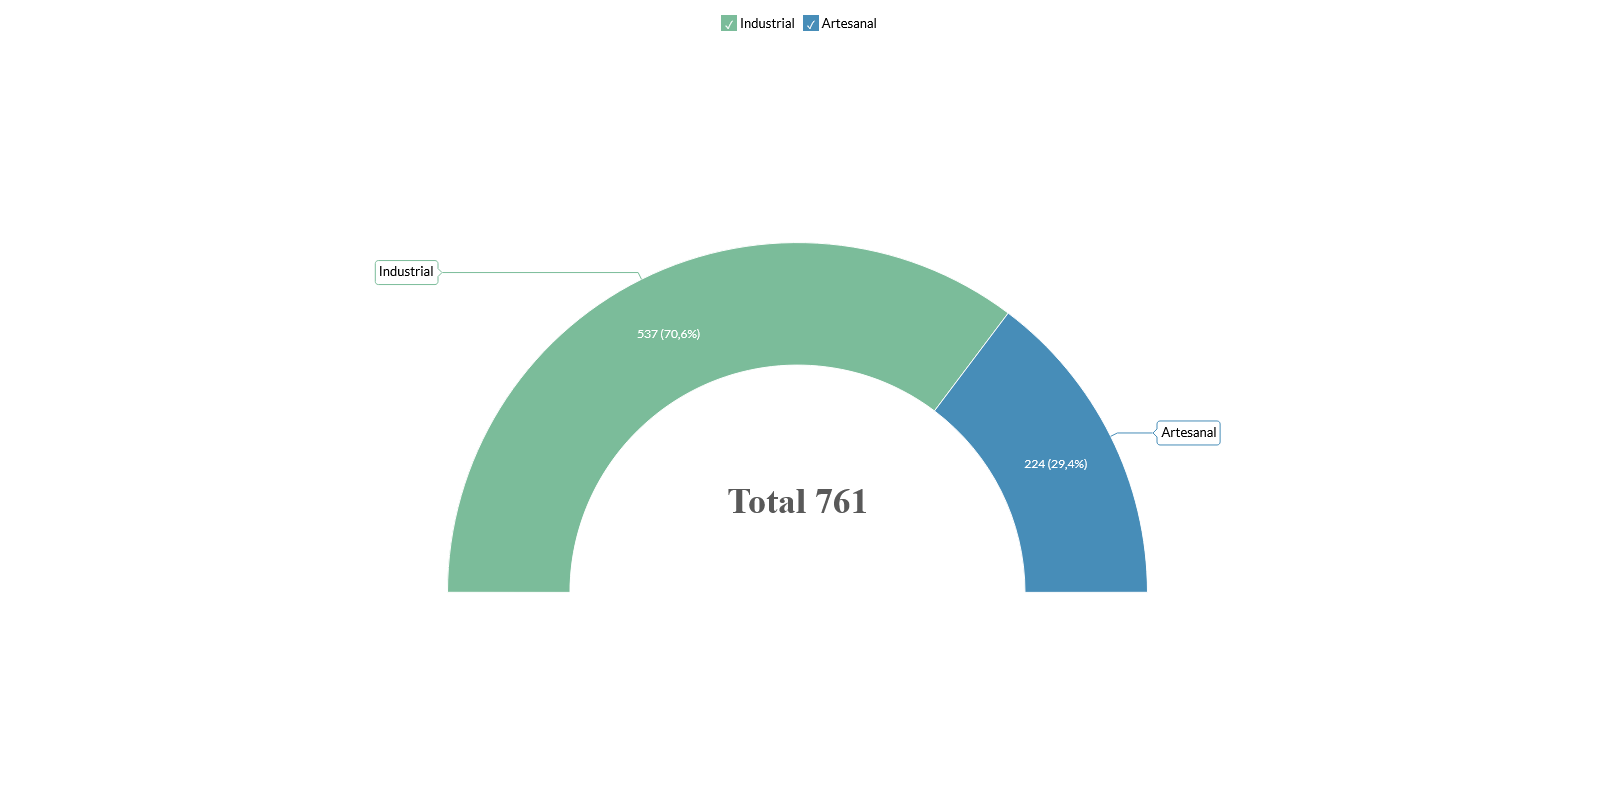 Industrial Artesanal
Industrial
537 (70,6%)
Artesanal
224 (29,4%)
Total 761